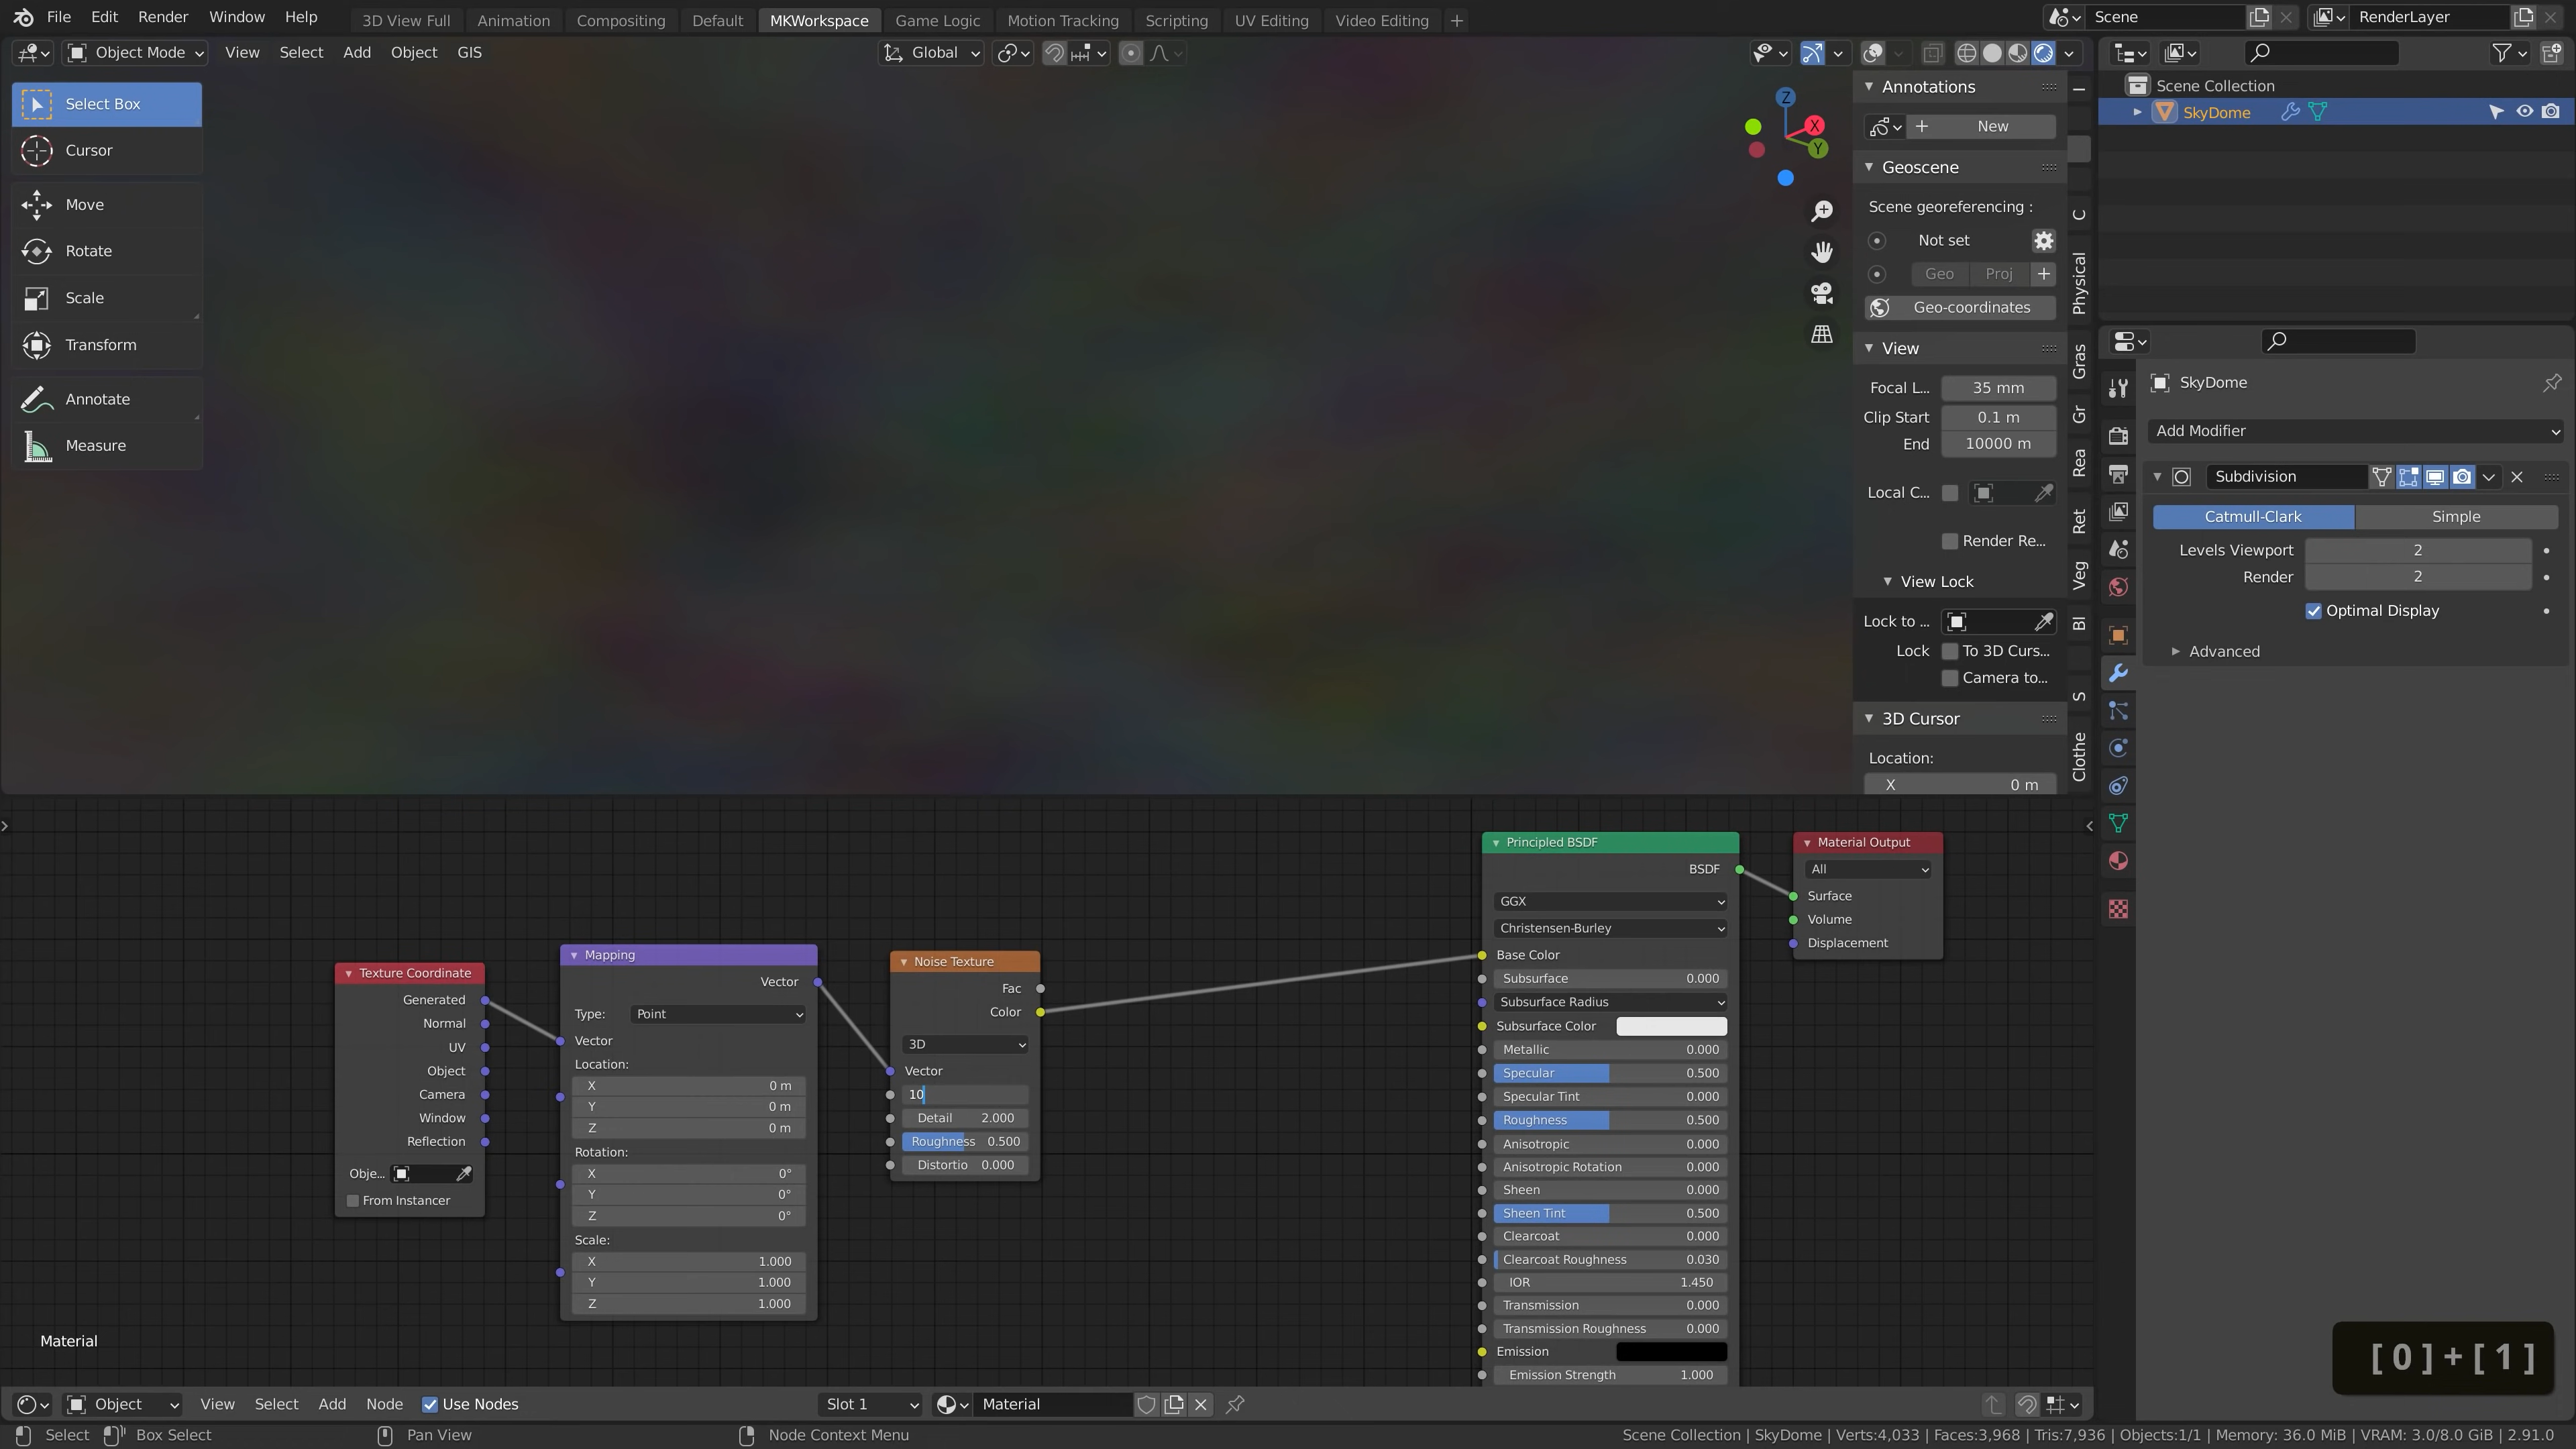 File Edit Render Window Help 3D View Full Animation Compositing Default MKWorkspace Game Logic Motion Tracking Scripting UV Editing Video Editing + Scene RenderLayer
Object Mode View Select Add Object GIS Global
Select Box
Cursor
Move
Rotate
Scale
Transform
Annotate
Measure
Z
X
Y
Annotations
+ New
Geoscene
Scene georeferencing :
Not set
Geo Proj +
Geo-coordinates
View
Focal L... 35 mm
Clip Start 0.1 m
End 10000 m
Local C...
Render Re...
View Lock
Lock to ...
Lock To 3D Curs...
Camera to...
3D Cursor
Location:
X 0 m
I
C
Physical
Gras
Gr
Rea
Ret
Veg
Bl
S
Clothe
Scene Collection
SkyDome
SkyDome
Add Modifier
Subdivision
Catmull-Clark Simple
Levels Viewport 2
Render 2
Optimal Display
Advanced
Texture Coordinate
Generated
Normal
UV
Object
Camera
Window
Reflection
Obje...
From Instancer
Mapping
Vector
Type: Point
Vector
Location:
X 0 m
Y 0 m
Z 0 m
Rotation:
X 0°
Y 0°
Z 0°
Scale:
X 1.000
Y 1.000
Z 1.000
Noise Texture
Fac
Color
3D
Vector
10
Detail 2.000
Roughness 0.500
Distortio 0.000
Principled BSDF
BSDF
GGX
Christensen-Burley
Base Color
Subsurface 0.000
Subsurface Radius
Subsurface Color
Metallic 0.000
Specular 0.500
Specular Tint 0.000
Roughness 0.500
Anisotropic 0.000
Anisotropic Rotation 0.000
Sheen 0.000
Sheen Tint 0.500
Clearcoat 0.000
Clearcoat Roughness 0.030
IOR 1.450
Transmission 0.000
Transmission Roughness 0.000
Emission
Emission Strength 1.000
Material Output
All
Surface
Volume
Displacement
Material
[ 0 ] + [ 1 ]
Object View Select Add Node Use Nodes Slot 1 Material
Select Box Select Pan View Node Context Menu Scene Collection | SkyDome | Verts:4,033 | Faces:3,968 | Tris:7,936 | Objects:1/1 | Memory: 36.0 MiB | VRAM: 3.0/8.0 GiB | 2.91.0